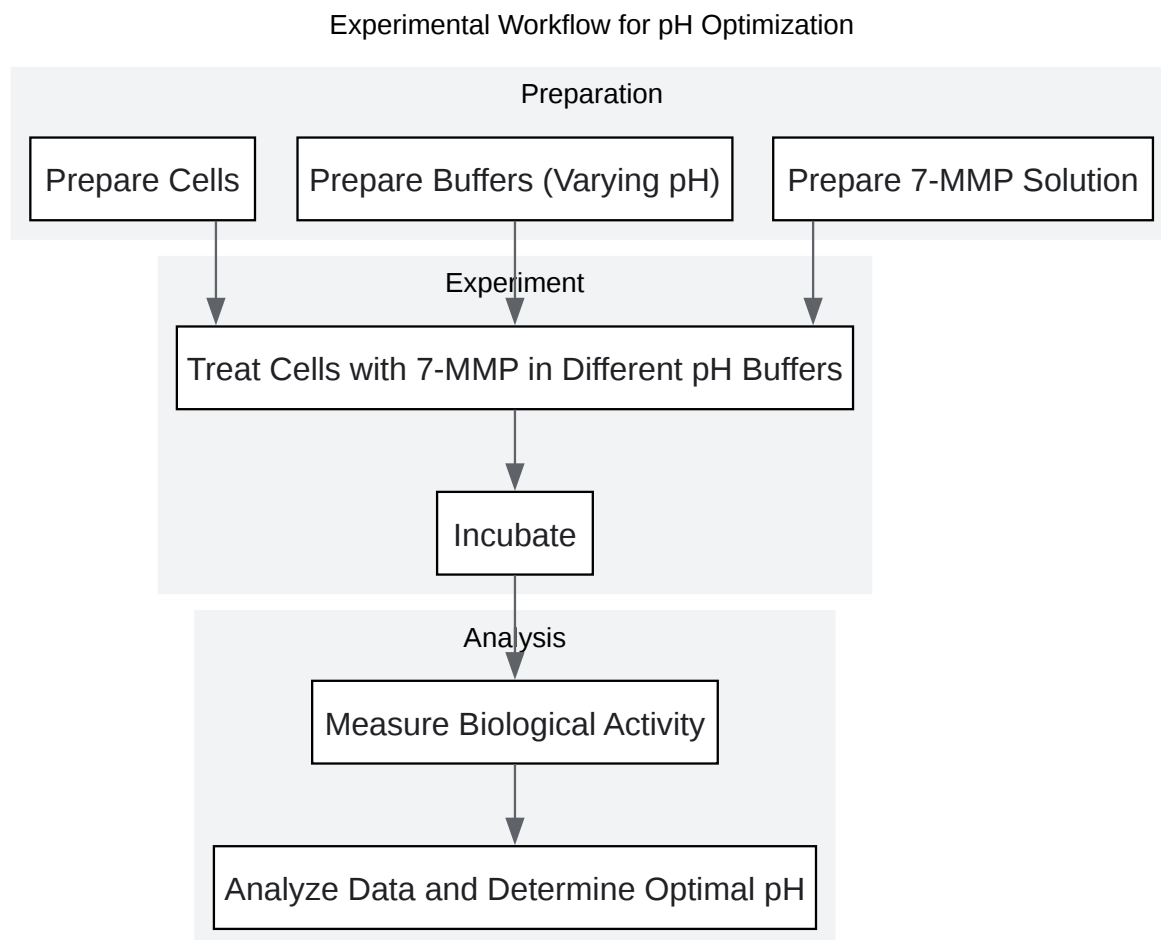 Experimental Workflow for pH Optimization
Preparation
Prepare Cells
Prepare Buffers (Varying pH)
Prepare 7-MMP Solution
Experiment
Treat Cells with 7-MMP in Different pH Buffers
Incubate
Analysis
Measure Biological Activity
Analyze Data and Determine Optimal pH